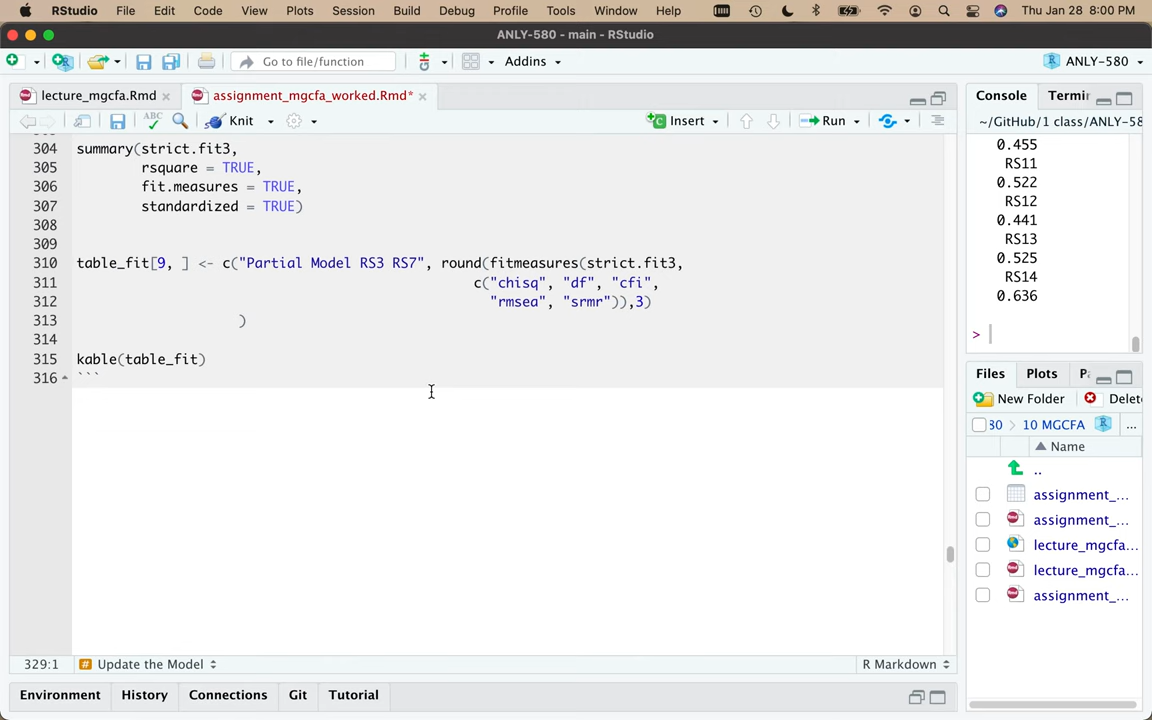 RStudio File Edit Code View Plots Session Build Debug Profile Tools Window Help Thu Jan 28 8:00 PM
ANLY-580 - main - RStudio
Go to file/function Addins ANLY-580
lecture_mgcfa.Rmd assignment_mgcfa_worked.Rmd*
ABC Knit Insert Run
304 summary(strict.fit3,
305 rsquare = TRUE,
306 fit.measures = TRUE,
307 standardized = TRUE)
308
309
310 table_fit[9, ] <- c("Partial Model RS3 RS7", round(fitmeasures(strict.fit3,
311 c("chisq", "df", "cfi",
312 "rmsea", "srmr")),3)
313 )
314
315 kable(table_fit)
316 ```
329:1 # Update the Model R Markdown
Environment History Connections Git Tutorial
Console Termin
~/GitHub/1 class/ANLY-58
0.455
RS11
0.522
RS12
0.441
RS13
0.525
RS14
0.636
>
Files Plots
New Folder Delet
80 > 10 MGCFA R ...
Name
..
assignment_...
assignment_...
lecture_mgcfa...
lecture_mgcfa...
assignment_...